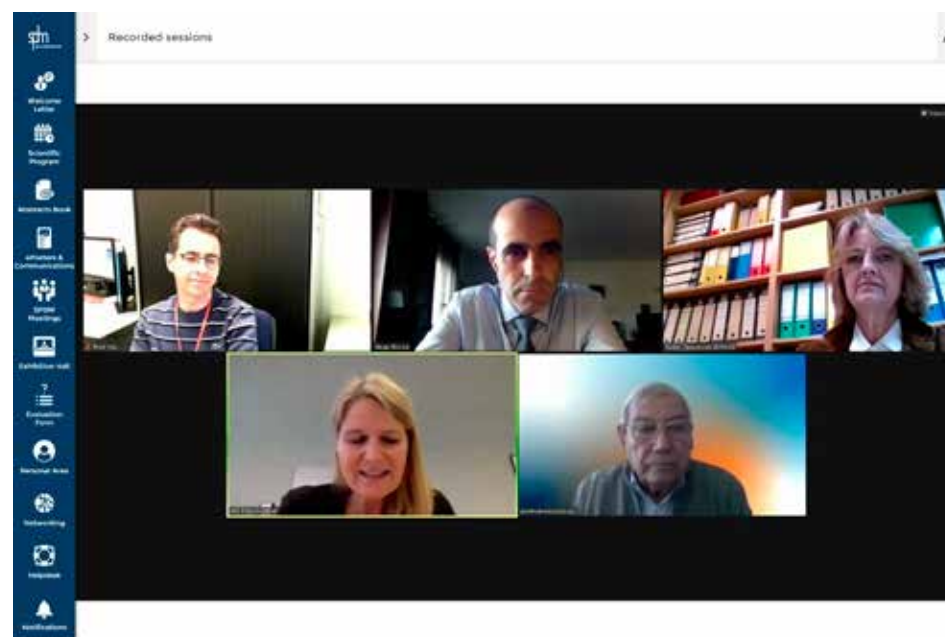 spdm
> Recorded sessions
Welcome
Letter
Scientific
Program
Abstracts Book
ePosters &
Communications
SPDM
Meetings
Exhibition Hall
Evaluation
Form
Personal Area
Networking
Helpdesk
Notifications